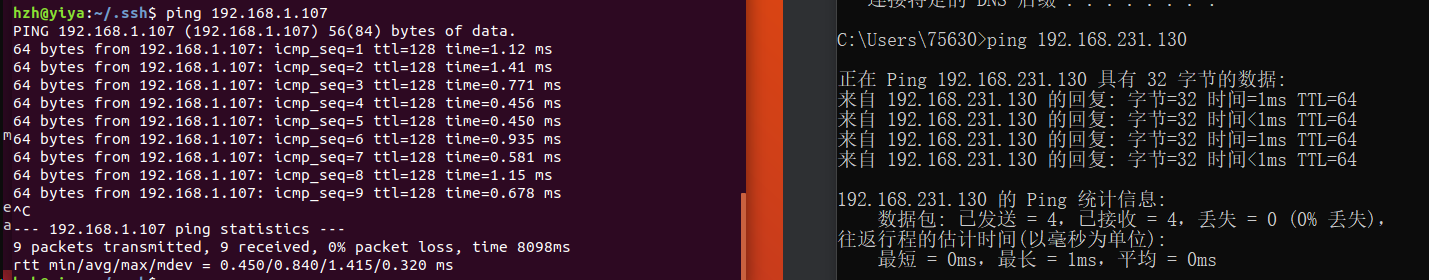 hzh@yiya:~/.ssh$ ping 192.168.1.107
PING 192.168.1.107 (192.168.1.107) 56(84) bytes of data.
64 bytes from 192.168.1.107: icmp_seq=1 ttl=128 time=1.12 ms
64 bytes from 192.168.1.107: icmp_seq=2 ttl=128 time=1.41 ms
64 bytes from 192.168.1.107: icmp_seq=3 ttl=128 time=0.771 ms
64 bytes from 192.168.1.107: icmp_seq=4 ttl=128 time=0.456 ms
64 bytes from 192.168.1.107: icmp_seq=5 ttl=128 time=0.450 ms
64 bytes from 192.168.1.107: icmp_seq=6 ttl=128 time=0.935 ms
64 bytes from 192.168.1.107: icmp_seq=7 ttl=128 time=0.581 ms
64 bytes from 192.168.1.107: icmp_seq=8 ttl=128 time=1.15 ms
64 bytes from 192.168.1.107: icmp_seq=9 ttl=128 time=0.678 ms
^C
--- 192.168.1.107 ping statistics ---
9 packets transmitted, 9 received, 0% packet loss, time 8098ms
rtt min/avg/max/mdev = 0.450/0.840/1.415/0.320 ms
hzh@yiya:~/.ssh$
m
e
a
连接特定的 DNS 后缀 . . . . . . . :
C:\Users\75630>ping 192.168.231.130
正在 Ping 192.168.231.130 具有 32 字节的数据:
来自 192.168.231.130 的回复: 字节=32 时间=1ms TTL=64
来自 192.168.231.130 的回复: 字节=32 时间<1ms TTL=64
来自 192.168.231.130 的回复: 字节=32 时间=1ms TTL=64
来自 192.168.231.130 的回复: 字节=32 时间<1ms TTL=64
192.168.231.130 的 Ping 统计信息:
数据包: 已发送 = 4，已接收 = 4，丢失 = 0 (0% 丢失)，
往返行程的估计时间(以毫秒为单位):
最短 = 0ms，最长 = 1ms，平均 = 0ms